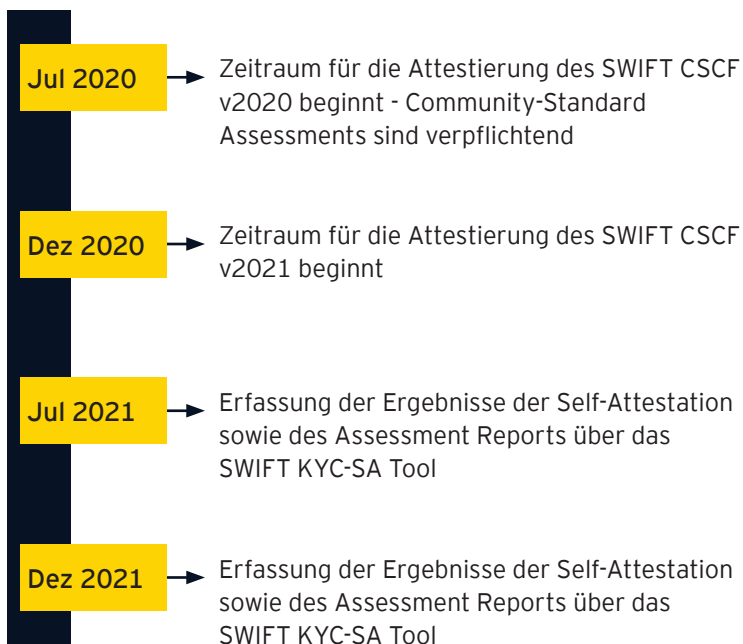 Jul 2020
Zeitraum für die Attestierung des SWIFT CSCF
v2020 beginnt - Community-Standard
Assessments sind verpflichtend
Dez 2020
Zeitraum für die Attestierung des SWIFT CSCF
v2021 beginnt
Jul 2021
Erfassung der Ergebnisse der Self-Attestation
sowie des Assessment Reports über das
SWIFT KYC-SA Tool
Dez 2021
Erfassung der Ergebnisse der Self-Attestation
sowie des Assessment Reports über das
SWIFT KYC-SA Tool